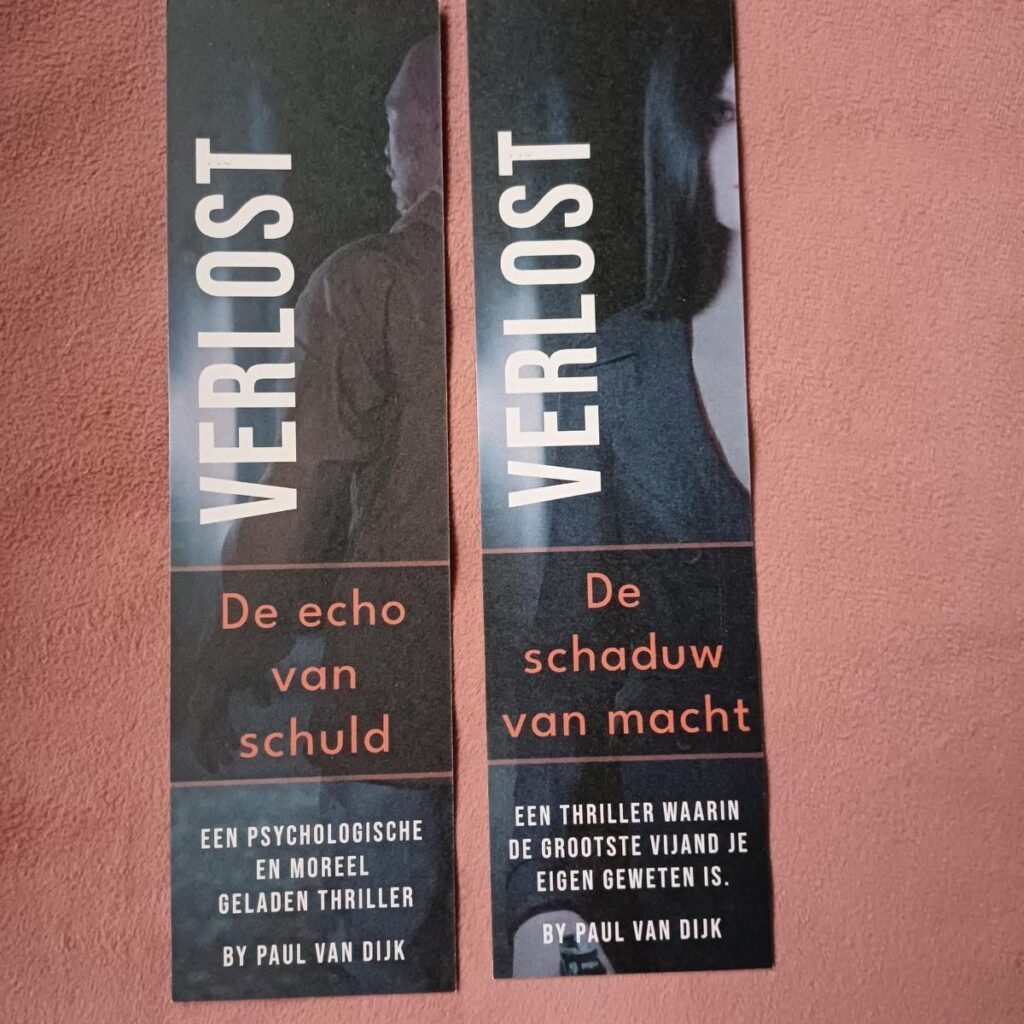 VERLOST
De echo
van
schuld
EEN PSYCHOLOGISCHE
EN MOREEL
GELADEN THRILLER
BY PAUL VAN DIJK
VERLOST
De
schaduw
van macht
EEN THRILLER WAARIN
DE GROOTSTE VIJAND JE
EIGEN GEWETEN IS.
BY PAUL VAN DIJK